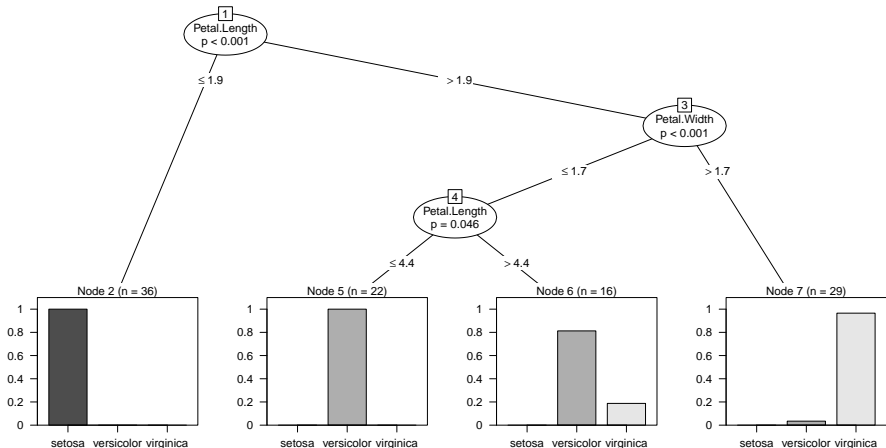 1
Petal.Length
p < 0.001
≤ 1.9
> 1.9
3
Petal.Width
p < 0.001
≤ 1.7
> 1.7
4
Petal.Length
p = 0.046
≤ 4.4
> 4.4
Node 2 (n = 36)
1
0.8
0.6
0.4
0.2
0
setosa versicolor virginica
Node 5 (n = 22)
1
0.8
0.6
0.4
0.2
0
setosa versicolor virginica
Node 6 (n = 16)
1
0.8
0.6
0.4
0.2
0
setosa versicolor virginica
Node 7 (n = 29)
1
0.8
0.6
0.4
0.2
0
setosa versicolor virginica